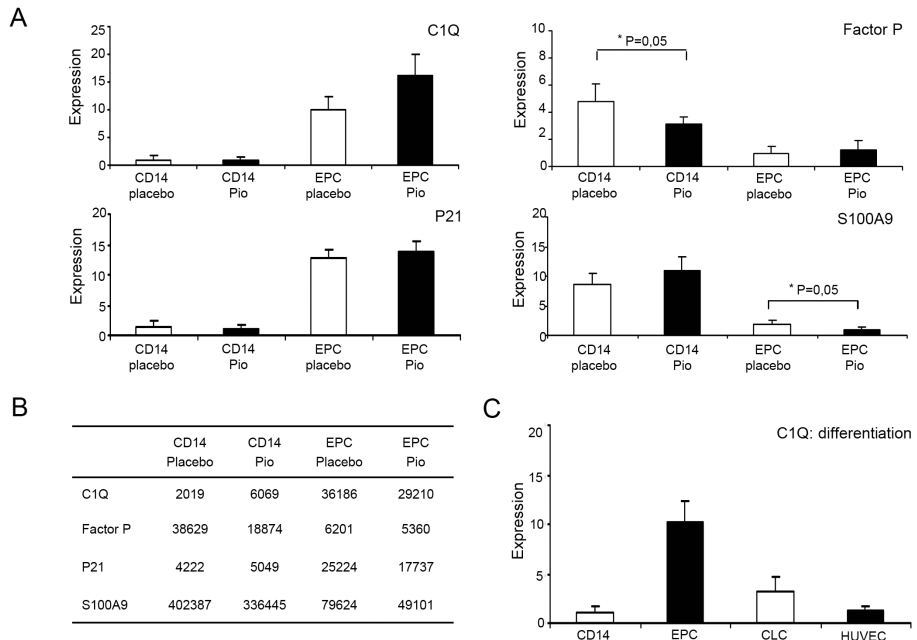 A
C1Q
Expression
25
20
15
10
5
0
CD14 placebo
CD14 Pio
EPC placebo
EPC Pio
Factor P
* P=0,05
Expression
10
8
6
4
2
0
CD14 placebo
CD14 Pio
EPC placebo
EPC Pio
P21
Expression
20
15
10
5
0
CD14 placebo
CD14 Pio
EPC placebo
EPC Pio
S100A9
* P=0,05
Expression
20
15
10
5
0
CD14 placebo
CD14 Pio
EPC placebo
EPC Pio
B
CD14 Placebo CD14 Pio EPC Placebo EPC Pio
C1Q 2019 6069 36186 29210
Factor P 38629 18874 6201 5360
P21 4222 5049 25224 17737
S100A9 402387 336445 79624 49101
C
C1Q: differentiation
Expression
20
15
10
5
0
CD14
EPC
CLC
HUVEC